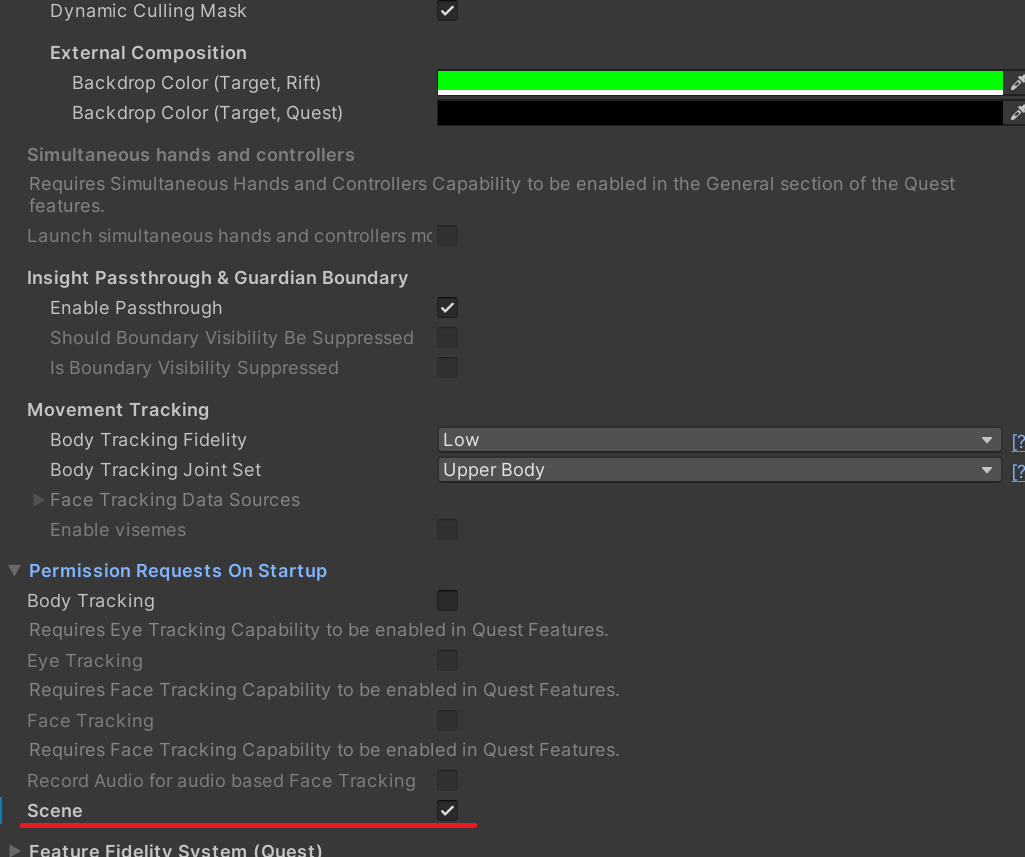 Dynamic Culling Mask
External Composition
Backdrop Color (Target, Rift)
Backdrop Color (Target, Quest)
Simultaneous hands and controllers
Requires Simultaneous Hands and Controllers Capability to be enabled in the General section of the Quest
features.
Launch simultaneous hands and controllers mo
Insight Passthrough & Guardian Boundary
Enable Passthrough
Should Boundary Visibility Be Suppressed
Is Boundary Visibility Suppressed
Movement Tracking
Body Tracking Fidelity Low [?
Body Tracking Joint Set Upper Body [?
Face Tracking Data Sources
Enable visemes
Permission Requests On Startup
Body Tracking
Requires Eye Tracking Capability to be enabled in Quest Features.
Eye Tracking
Requires Face Tracking Capability to be enabled in Quest Features.
Face Tracking
Requires Face Tracking Capability to be enabled in Quest Features.
Record Audio for audio based Face Tracking
Scene
Feature Fidelity System (Quest)